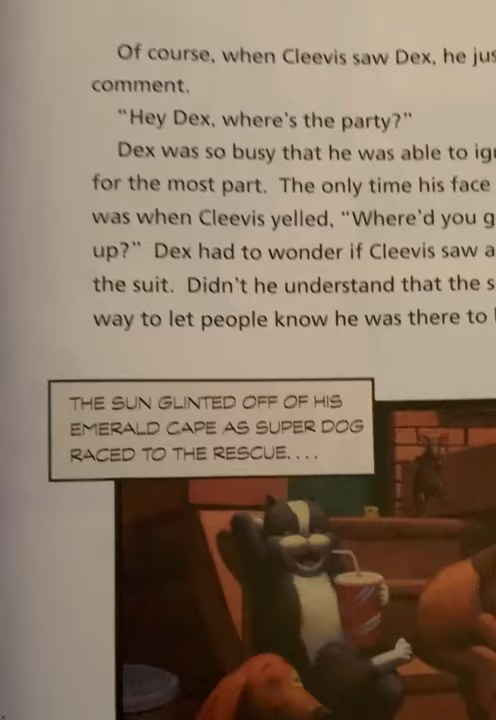 Of course, when Cleevis saw Dex, he
comment.
"Hey Dex, where's the party?"
Dex was so busy that he was able to
for the most part. The only time his face
was when Cleevis yelled, "Where'd you
up?" Dex had to wonder if Cleevis saw
the suit. Didn't he understand that the
way to let people know he was there to
THE SUN GLINTED OFF OF HIS
EMERALD CAPE AS SUPER DOG
RACED TO THE RESCUE....